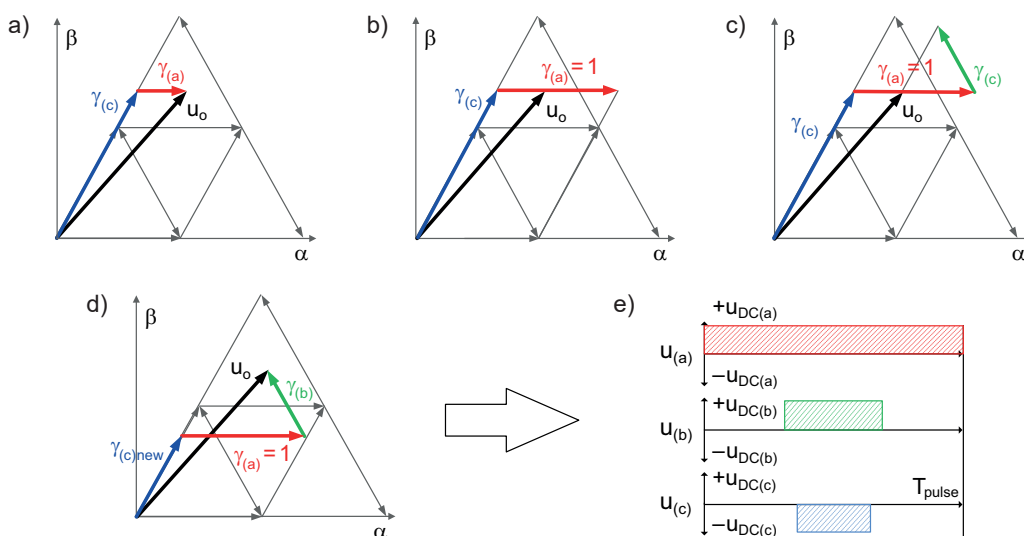 a)
β
γ(a)
γ(c)
uo
α
b)
β
γ(a) = 1
γ(c)
uo
α
c)
β
γ(a) = 1
γ(c)
γ(c)
uo
α
d)
β
uo
γ(b)
γ(c)new
γ(a) = 1
α
e)
+uDC(a)
u(a)
−uDC(a)
+uDC(b)
u(b)
−uDC(b)
+uDC(c)
Tpulse
u(c)
−uDC(c)